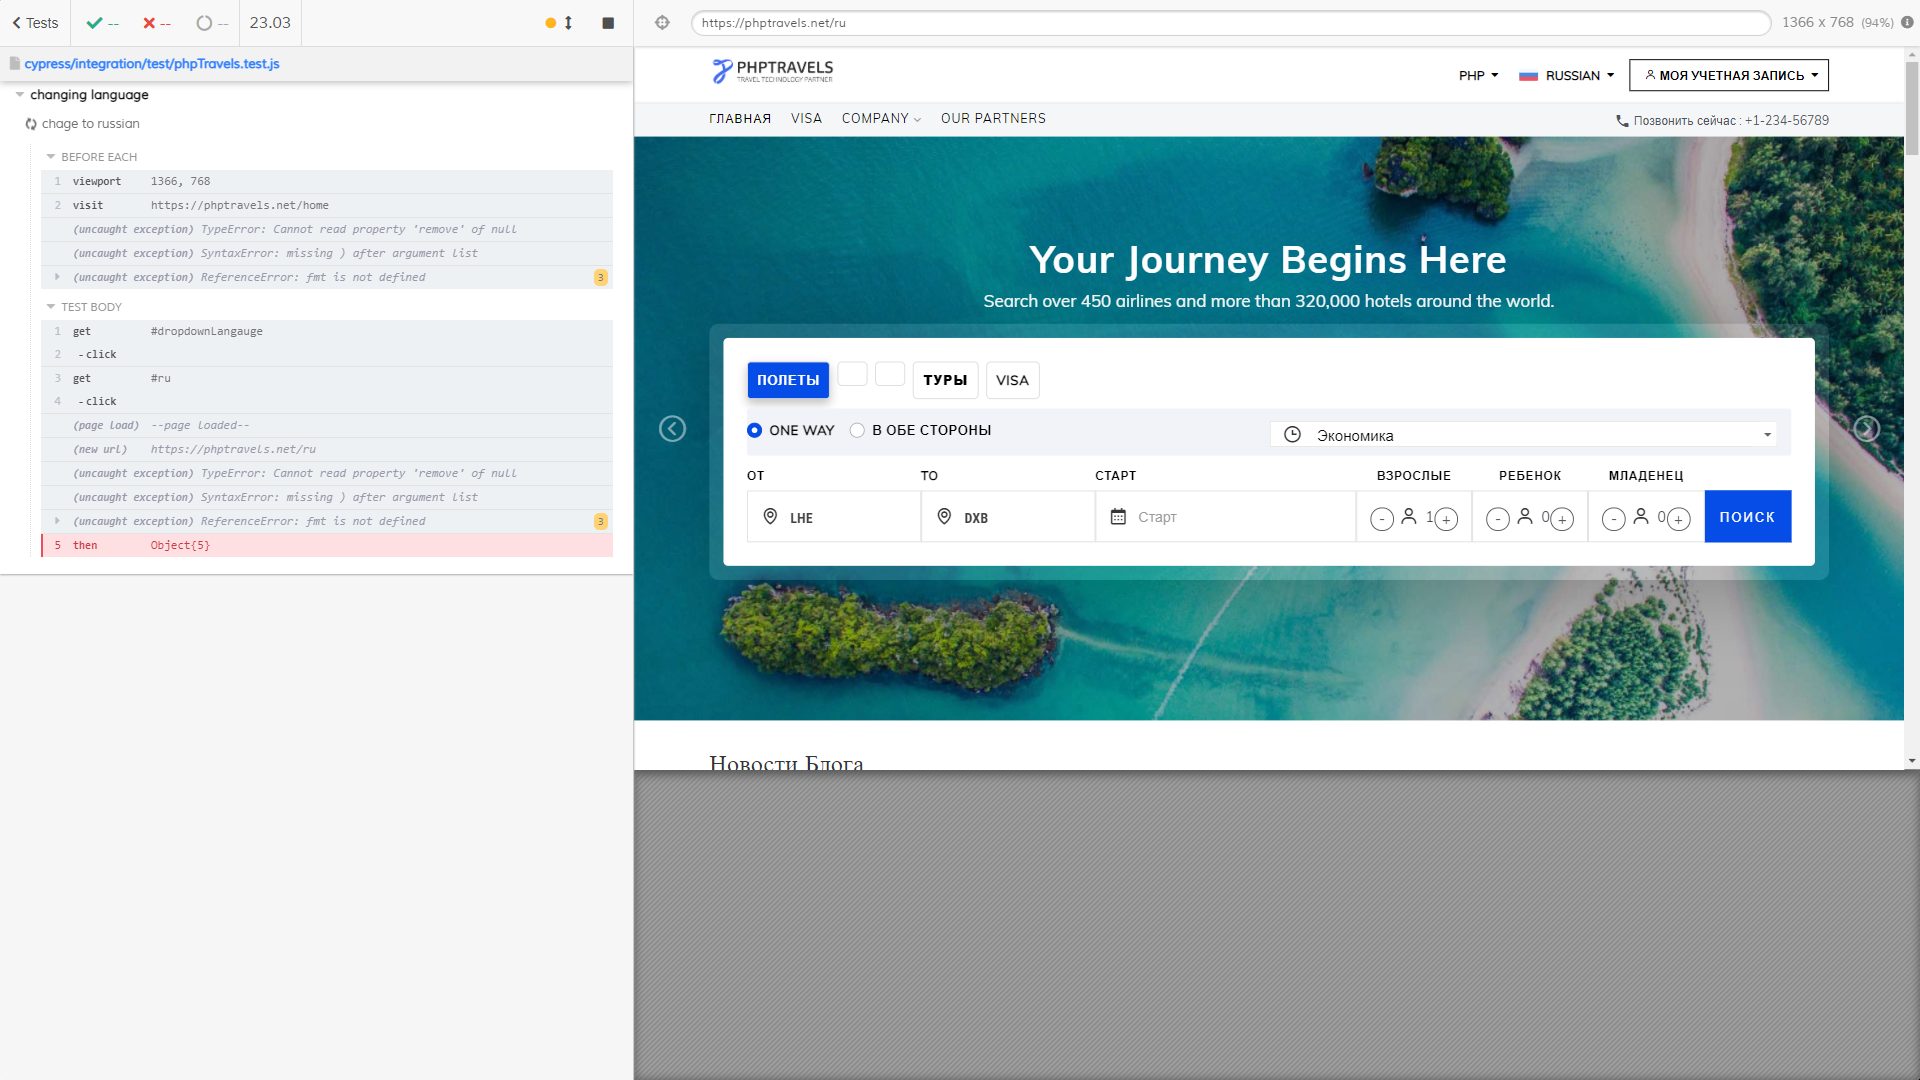 Tests
--
--
--
23.03
cypress/integration/test/phpTravels.test.js
changing language
chage to russian
BEFORE EACH
1 viewport 1366, 768
2 visit https://phptravels.net/home
(uncaught exception) TypeError: Cannot read property 'remove' of null
(uncaught exception) SyntaxError: missing ) after argument list
(uncaught exception) ReferenceError: fmt is not defined 3
TEST BODY
1 get #dropdownLangauge
2 -click
3 get #ru
4 -click
(page load) --page loaded--
(new url) https://phptravels.net/ru
(uncaught exception) TypeError: Cannot read property 'remove' of null
(uncaught exception) SyntaxError: missing ) after argument list
(uncaught exception) ReferenceError: fmt is not defined 3
5 then Object{5}
https://phptravels.net/ru
1366 x 768 (94%)
PHPTRAVELS
TRAVEL TECHNOLOGY PARTNER
PHP
RUSSIAN
МОЯ УЧЕТНАЯ ЗАПИСЬ
ГЛАВНАЯ VISA COMPANY OUR PARTNERS
Позвонить сейчас : +1-234-56789
Your Journey Begins Here
Search over 450 airlines and more than 320,000 hotels around the world.
ПОЛЕТЫ ТУРЫ VISA
ONE WAY В ОБЕ СТОРОНЫ
Экономика
ОТ ТО СТАРТ ВЗРОСЛЫЕ РЕБЕНОК МЛАДЕНЕЦ
LHE DXB Старт - 1 + - 0 + - 0 + ПОИСК
Новости Блога